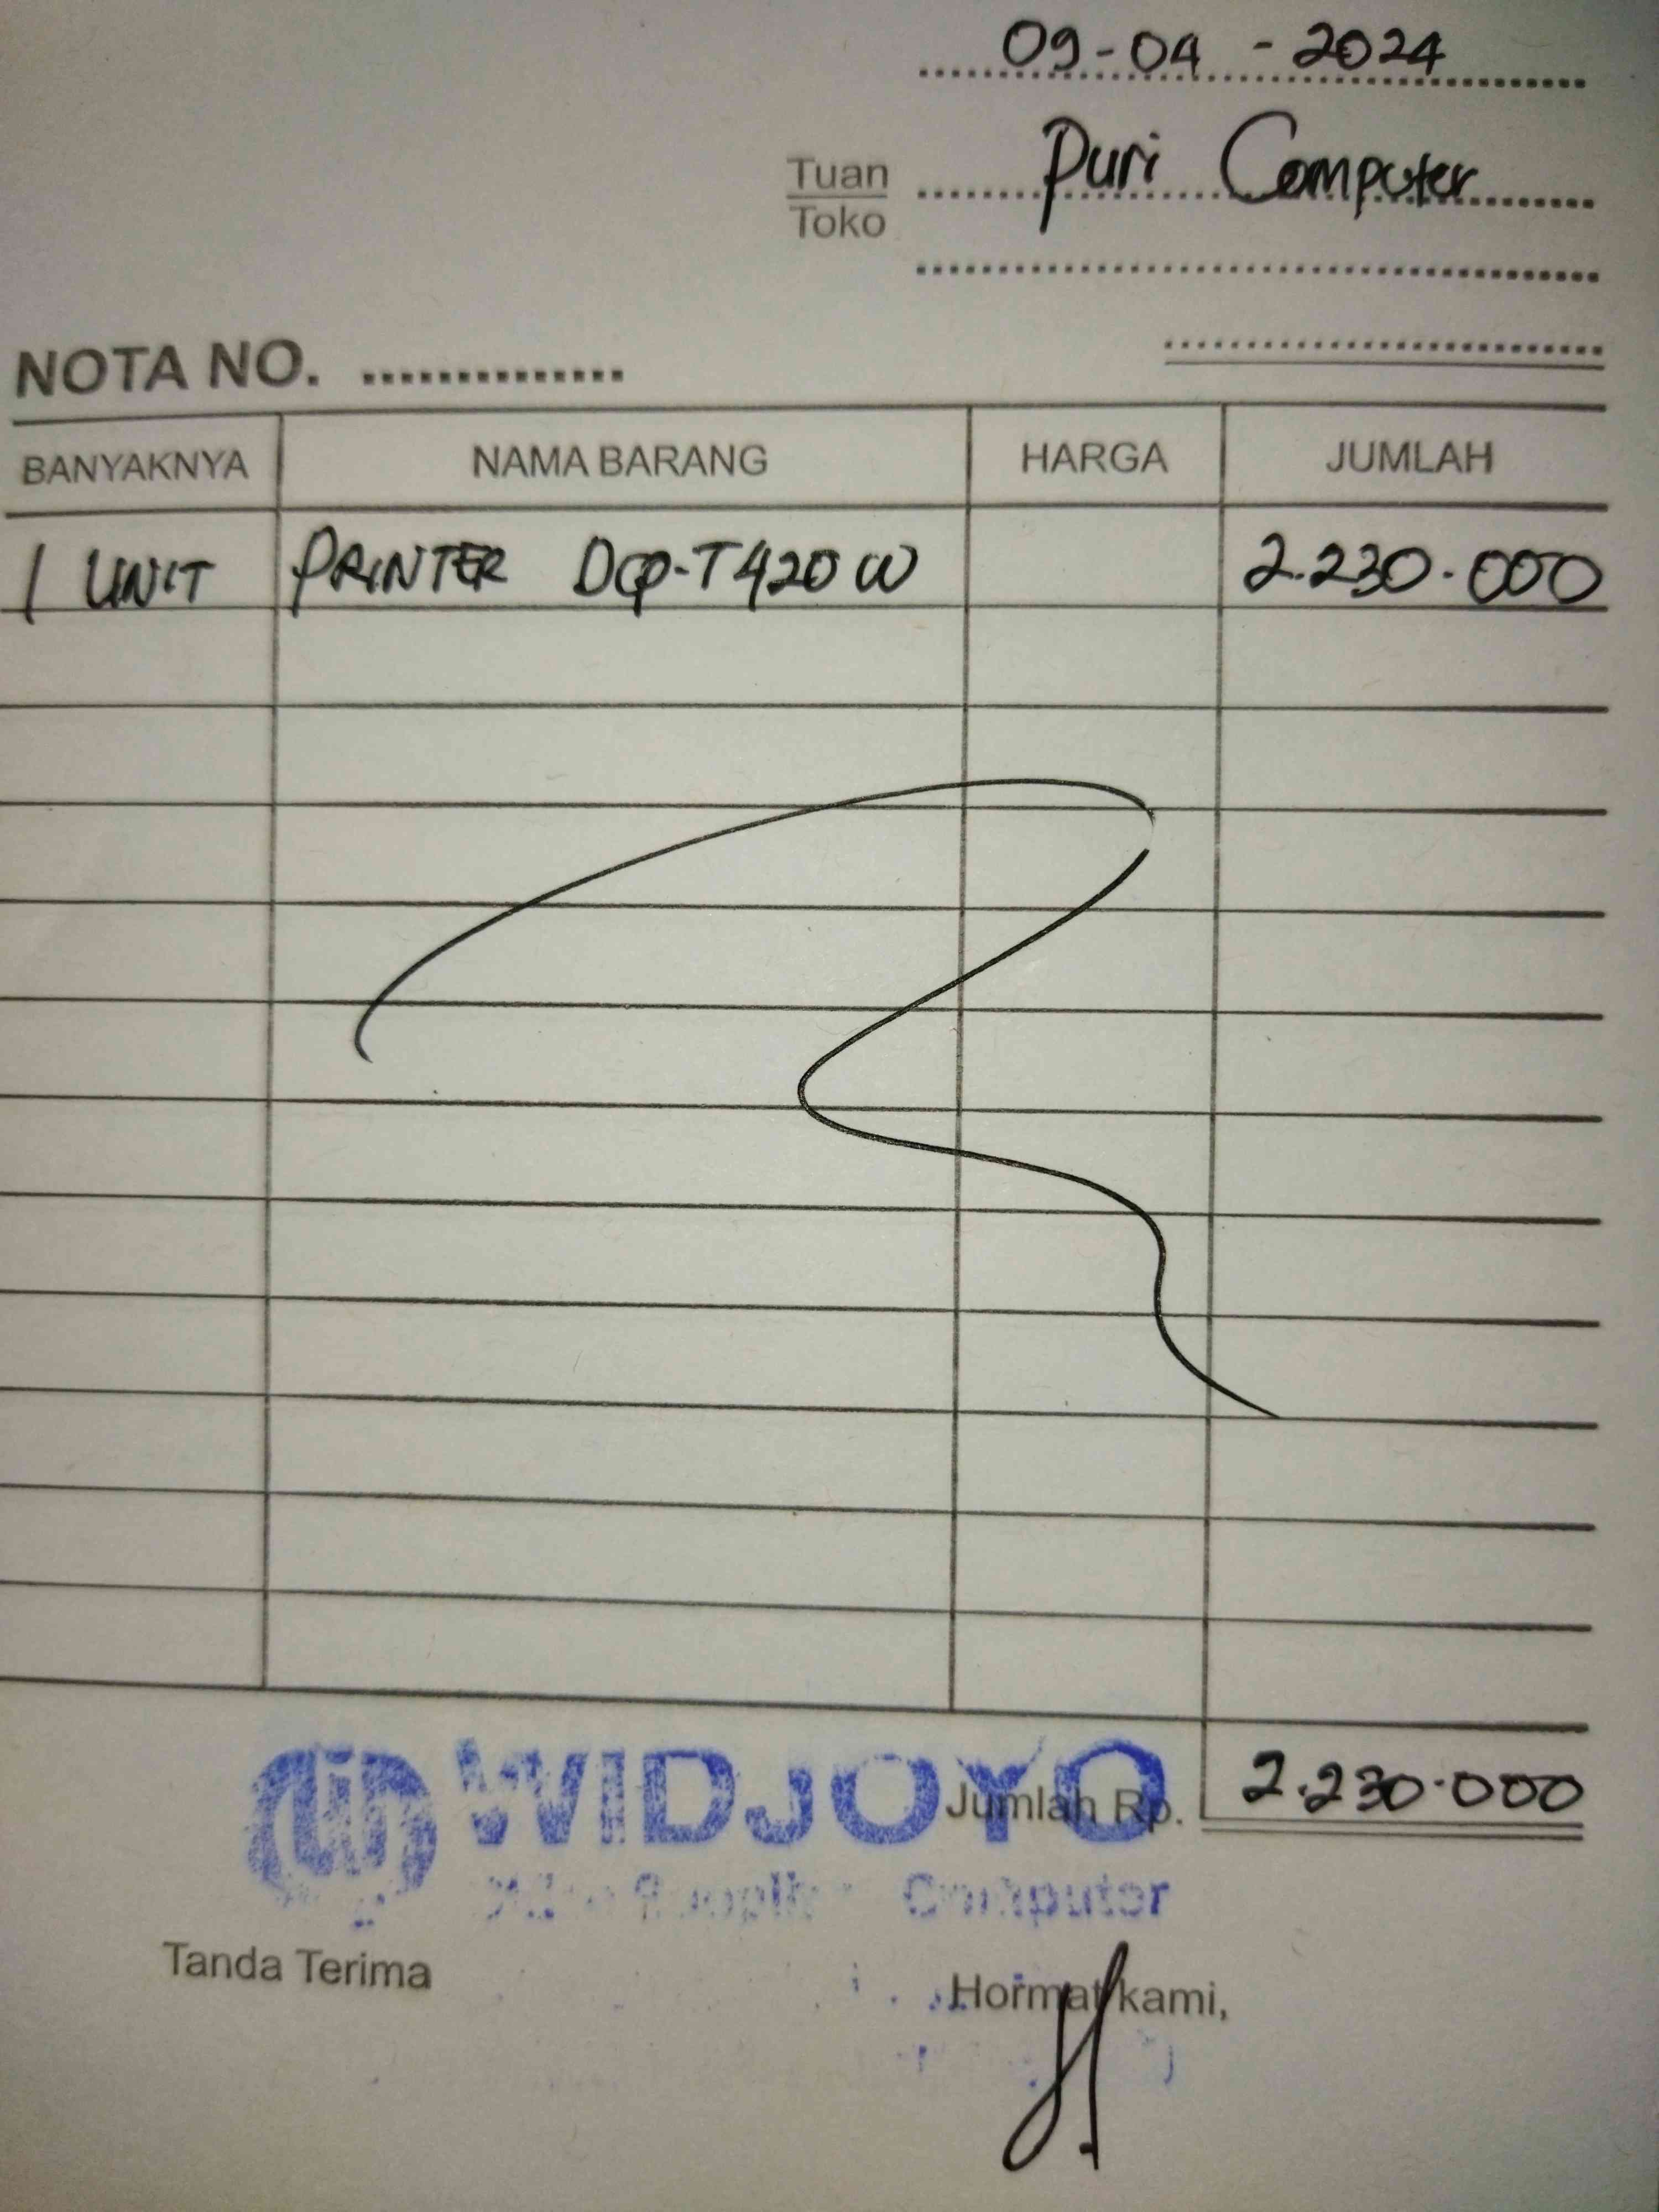 09-04-2024
Tuan Puri Computer
Toko
NOTA NO. ..............
BANYAKNYA NAMA BARANG HARGA JUMLAH
1 UNIT PRINTER DCP-T420W 2.230.000
WIDJOYO
Jumlah Rp. 2.230.000
Computer
Tanda Terima
Hormat kami,